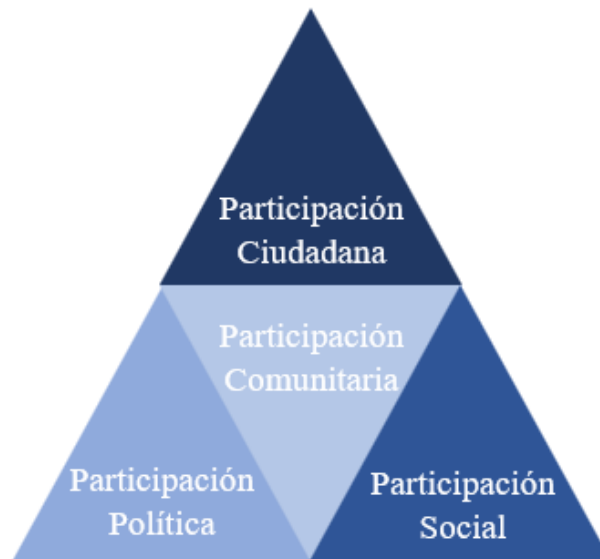 Participación
Ciudadana
Participación
Comunitaria
Participación
Política
Participación
Social